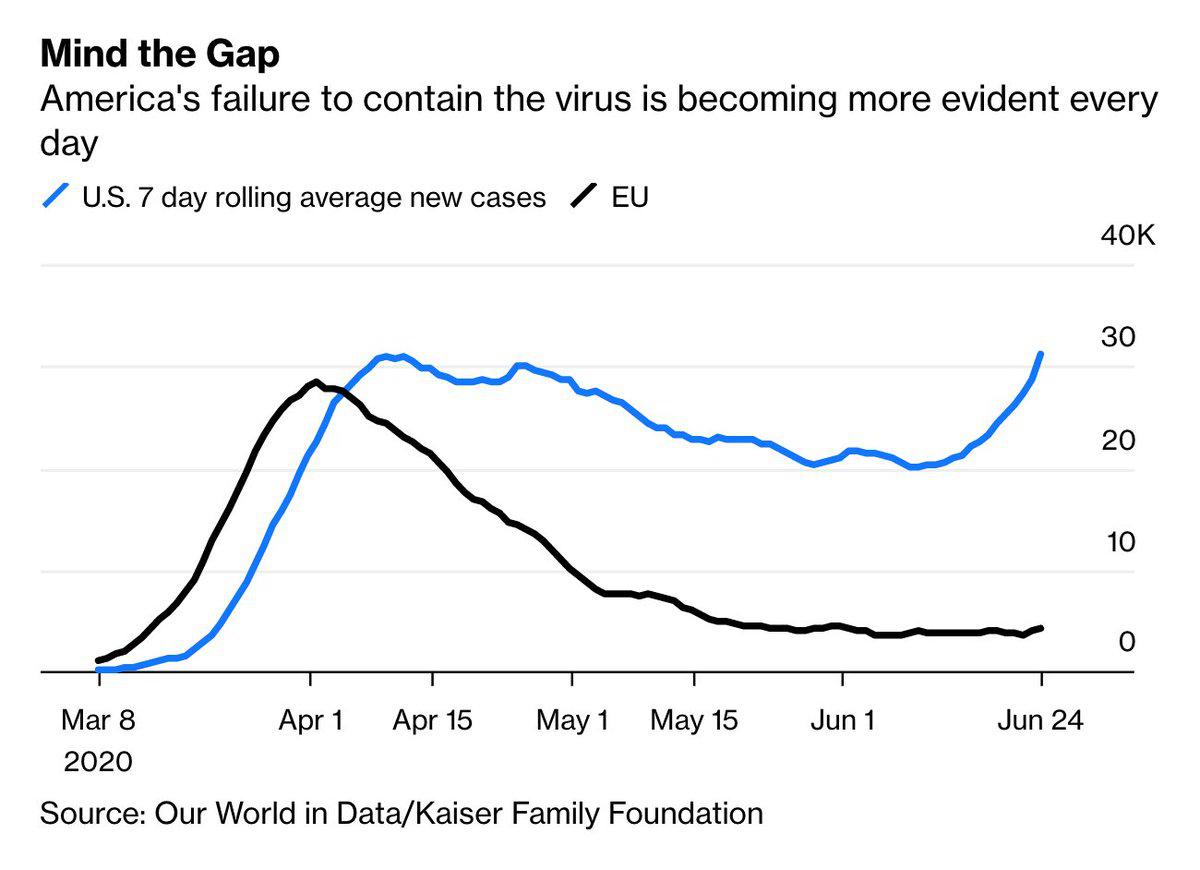 Mind the Gap
America's failure to contain the virus is becoming more evident every
day
U.S. 7 day rolling average new cases EU
40K
30
20
10
0
Mar 8 Apr 1 Apr 15 May 1 May 15 Jun 1 Jun 24
2020
Source: Our World in Data/Kaiser Family Foundation